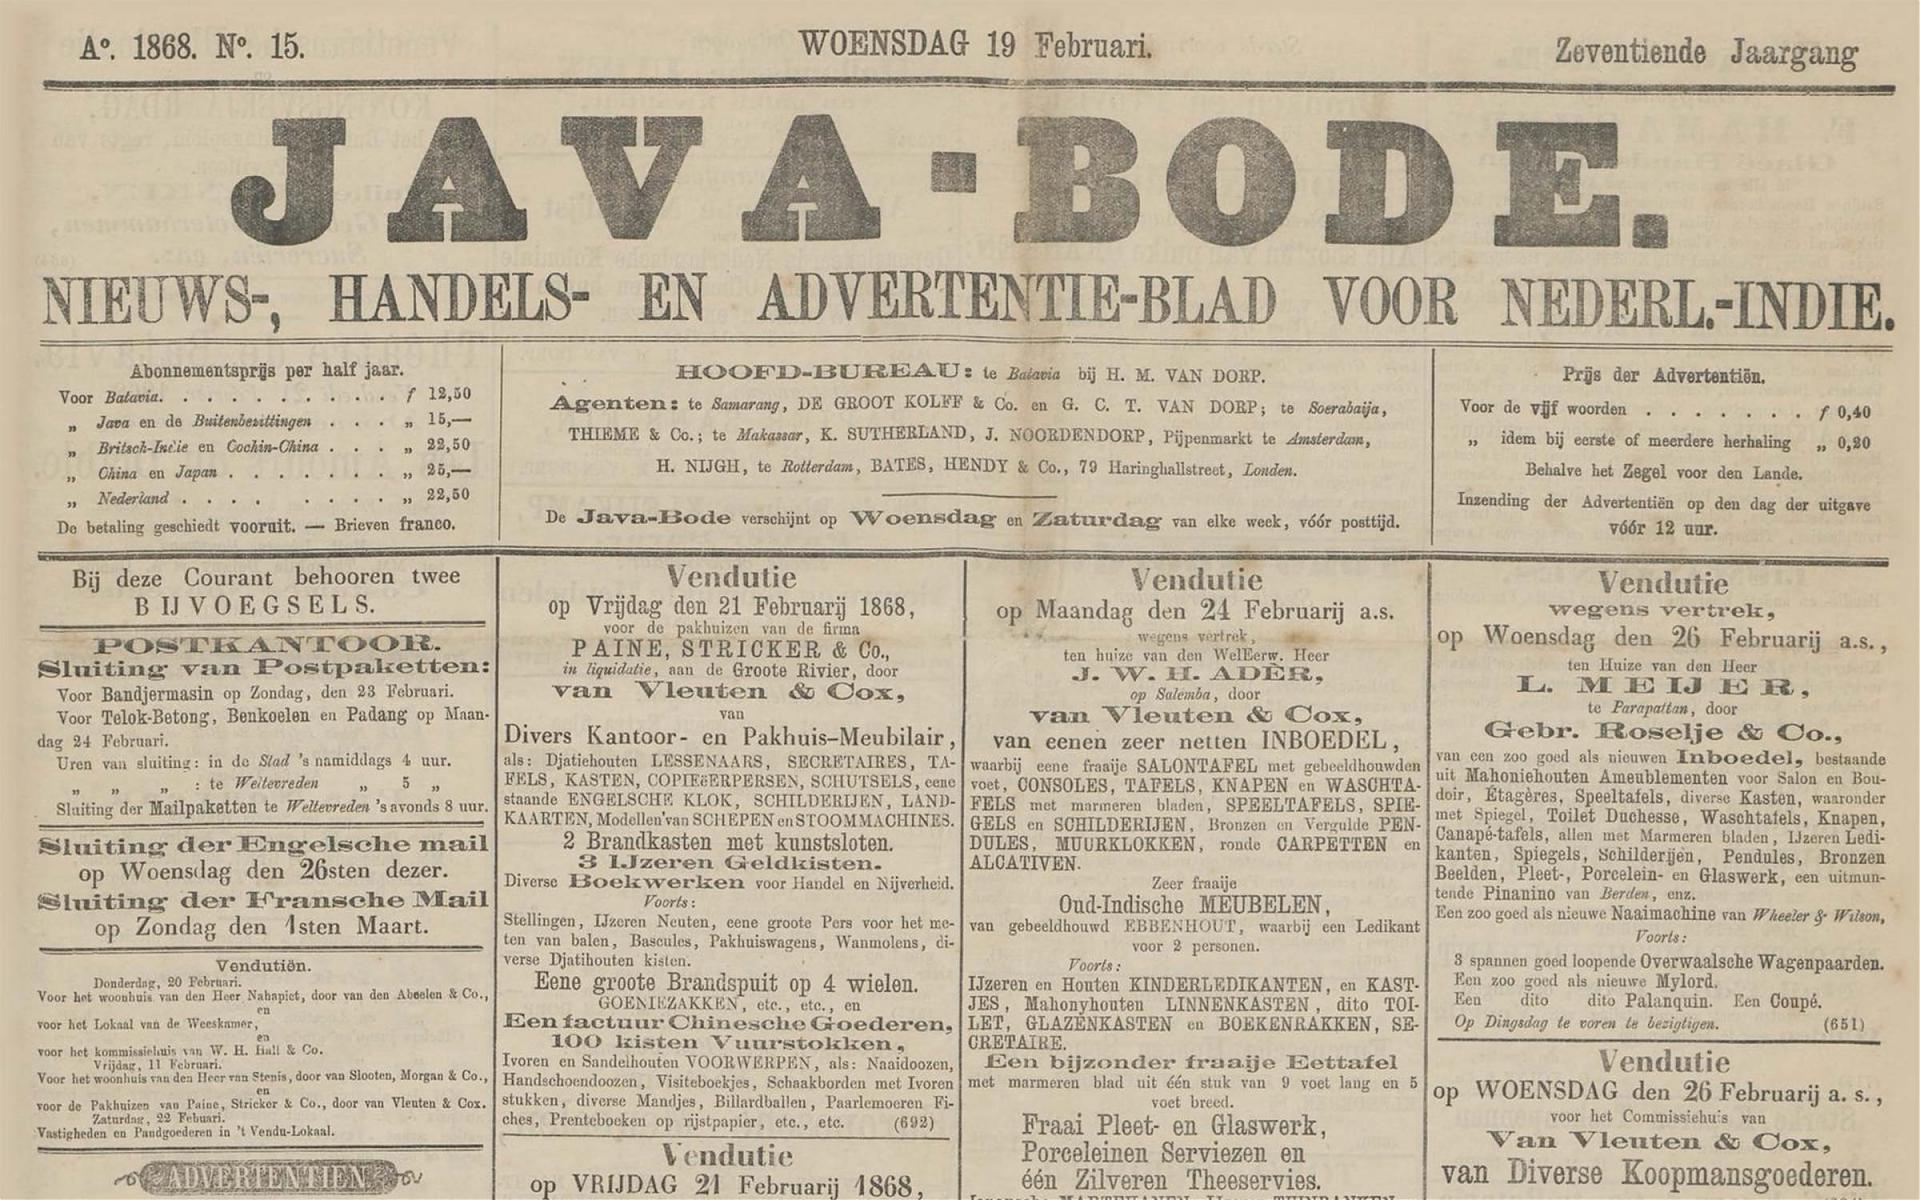 Aº. 1868. Nº. 15.
WOENSDAG 19 Februari.
Zeventiende Jaargang
JAVA-BODE.
NIEUWS-, HANDELS- EN ADVERTENTIE-BLAD VOOR NEDERL.-INDIE.
Abonnementsprijs per half jaar.
Voor Batavia. . . . . . . . . . ƒ 12,50
„ Java en de Buitenbezittingen . . . „ 15,—
„ Britsch-Indie en Cochin-China . . . „ 22,50
„ China en Japan . . . . . . . „ 25,—
„ Nederland . . . . . . . . „ 22,50
De betaling geschiedt vooruit. — Brieven franco.
HOOFD-BUREAU: te Batavia bij H. M. VAN DORP.
Agenten: te Samarang, DE GROOT KOLFF & Co. en G. C. T. VAN DORP; te Soerabaija,
THIEME & Co.; te Makassar, K. SUTHERLAND, J. NOORDENDORP, Pijpenmarkt te Amsterdam,
H. NIJGH, te Rotterdam, BATES, HENDY & Co., 79 Haringhallstreet, Londen.
De Java-Bode verschijnt op Woensdag en Zaturdag van elke week, vóór posttijd.
Prijs der Advertentiën.
Voor de vijf woorden . . . . . . . ƒ 0,40
„ idem bij eerste of meerdere herhaling „ 0,20
Behalve het Zegel voor den Lande.
Inzending der Advertentiën op den dag der uitgave
vóór 12 uur.
Bij deze Courant behooren twee
BIJVOEGSELS.
POSTKANTOOR.
Sluiting van Postpaketten:
Voor Bandjermasin op Zondag, den 23 Februari.
Voor Telok-Betong, Benkoelen en Padang op Maan-
dag 24 Februari.
Uren van sluiting: in de Stad 's namiddags 4 uur.
„ „ „ : te Weltevreden „ 5 „
Sluiting der Mailpaketten te Weltevreden 's avonds 8 uur.
Sluiting der Engelsche mail
op Woensdag den 26sten dezer.
Sluiting der Fransche Mail
op Zondag den 1sten Maart.
Vendutiën.
Donderdag, 20 Februari.
Voor het woonhuis van den Heer Nahapiet, door van den Abeelen & Co.,
en
voor het Lokaal van de Weeskamer,
en
voor het kommissiehuis van W. H. Hall & Co.
Vrijdag, 11 Februari.
Voor het woonhuis van den Heer van Stenis, door van Slooten, Morgan & Co.,
en
voor de Pakhuizen van Paine, Stricker & Co., door van Vleuten & Cox.
Zaturdag, 22 Febuari.
Vastigheden en Pandgoederen in 't Vendu-Lokaal.
ADVERTENTIEN
Vendutie
op Vrijdag den 21 Februarij 1868,
voor de pakhuizen van de firma
PAINE, STRICKER & Co.,
in liquidatie, aan de Groote Rivier, door
van Vleuten & Cox,
van
Divers Kantoor- en Pakhuis-Meubilair,
als: Djatiehouten LESSENAARS, SECRETAIRES, TA-
FELS, KASTEN, COPIEëERPERSEN, SCHUTSELS, eene
staande ENGELSCHE KLOK, SCHILDERIJEN, LAND-
KAARTEN, Modellen van SCHEPEN en STOOMMACHINES.
2 Brandkasten met kunstsloten.
3 IJzeren Geldkisten.
Diverse Boekwerken voor Handel en Nijverheid.
Voorts:
Stellingen, IJzeren Neuten, eene groote Pers voor het me-
ten van balen, Bascules, Pakhuiswagens, Wanmolens, di-
verse Djatihouten kisten.
Eene groote Brandspuit op 4 wielen.
GOENIEZAKKEN, etc., etc., en
Een factuur Chinesche Goederen,
100 kisten Vuurstokken,
Ivoren en Sandelhouten VOORWERPEN, als: Naaidoozen,
Handschoendoozen, Visiteboekjes, Schaakborden met Ivoren
stukken, diverse Mandjes, Billardballen, Paarlemoeren Fi-
ches, Prenteboeken op rijstpapier, etc., etc. (692)
Vendutie
op VRIJDAG 21 Februarij 1868,
Vendutie
op Maandag den 24 Februarij a.s.
wegens vertrek,
ten huize van den WelEerw. Heer
J. W. H. ADER,
op Salemba, door
van Vleuten & Cox,
van eenen zeer netten INBOEDEL,
waarbij eene fraaije SALONTAFEL met gebeeldhouwden
voet, CONSOLES, TAFELS, KNAPEN en WASCHTA-
FELS met marmeren bladen, SPEELTAFELS, SPIE-
GELS en SCHILDERIJEN, Bronzen en Vergulde PEN-
DULES, MUURKLOKKEN, ronde CARPETTEN en
ALCATIVEN.
Zeer fraaije
Oud-Indische MEUBELEN,
van gebeeldhouwd EBBENHOUT, waarbij een Ledikant
voor 2 personen.
Voorts:
IJzeren en Houten KINDERLEDIKANTEN, en KAST-
JES, Mahonyhouten LINNENKASTEN, dito TOI-
LET, GLAZENKASTEN en BOEKENRAKKEN, SE-
CRETAIRE.
Een bijzonder fraaije Eettafel
met marmeren blad uit één stuk van 9 voet lang en 5
voet breed.
Fraai Pleet- en Glaswerk,
Porceleinen Serviezen en
één Zilveren Theeservies.
Vendutie
wegens vertrek,
op Woensdag den 26 Februarij a.s.,
ten Huize van den Heer
L. MEIJER,
te Parapattan, door
Gebr. Roselje & Co.,
van een zoo goed als nieuwen Inboedel, bestaande
uit Mahoniehouten Ameublementen voor Salon en Bou-
doir, Étagères, Speeltafels, diverse Kasten, waaronder
met Spiegel, Toilet Duchesse, Waschtafels, Knapen,
Canapé-tafels, allen met Marmeren bladen, IJzeren Ledi-
kanten, Spiegels, Schilderijen, Pendules, Bronzen
Beelden, Pleet-, Porcelein- en Glaswerk, een uitmun-
tende Pinanino van Berden, enz.
Een zoo goed als nieuwe Naaimachine van Wheeler & Wilson,
Voorts:
3 spannen goed loopende Overwaalsche Wagenpaarden.
Een zoo goed als nieuwe Mylord.
Een dito dito Palanquin. Een Coupé.
Op Dingsdag te voren te bezigtigen. (651)
Vendutie
op WOENSDAG den 26 Februarij a. s.,
voor het Commissiehuis van
Van Vleuten & Cox,
van Diverse Koopmansgoederen.